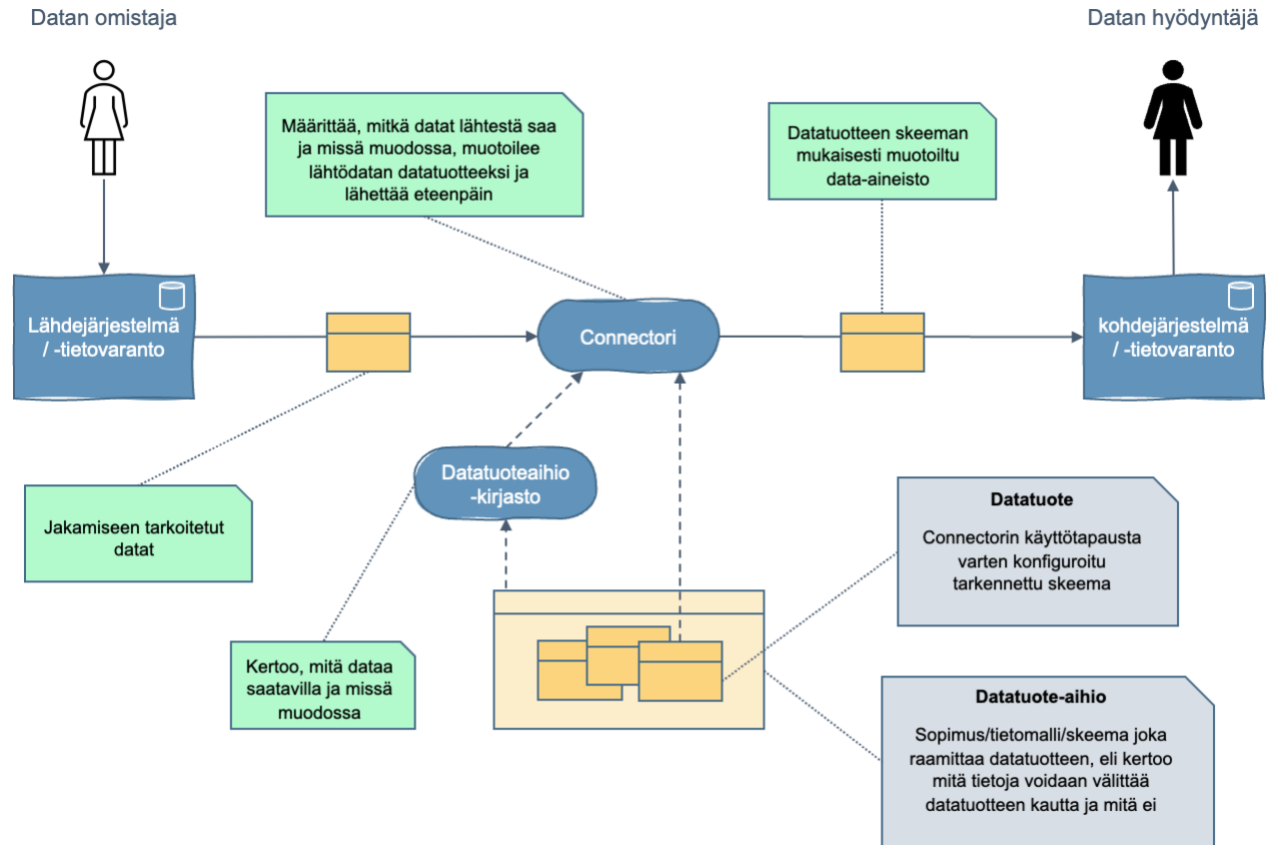 Datan omistaja
Datan hyödyntäjä
Määrittää, mitkä datat lähtestä saa
ja missä muodossa, muotoilee
lähtödatan datatuotteeksi ja
lähettää eteenpäin
Datatuotteen skeeman
mukaisesti muotoiltu
data-aineisto
Lähdejärjestelmä
/ -tietovaranto
Connectori
kohdejärjestelmä
/ -tietovaranto
Datatuoteaihio
-kirjasto
Jakamiseen tarkoitetut
datat
Datatuote
Connectorin käyttötapausta
varten konfiguroitu
tarkennettu skeema
Kertoo, mitä dataa
saatavilla ja missä
muodossa
Datatuote-aihio
Sopimus/tietomalli/skeema joka
raamittaa datatuotteen, eli kertoo
mitä tietoja voidaan välittää
datatuotteen kautta ja mitä ei